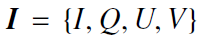 I = {I, Q, U, V}